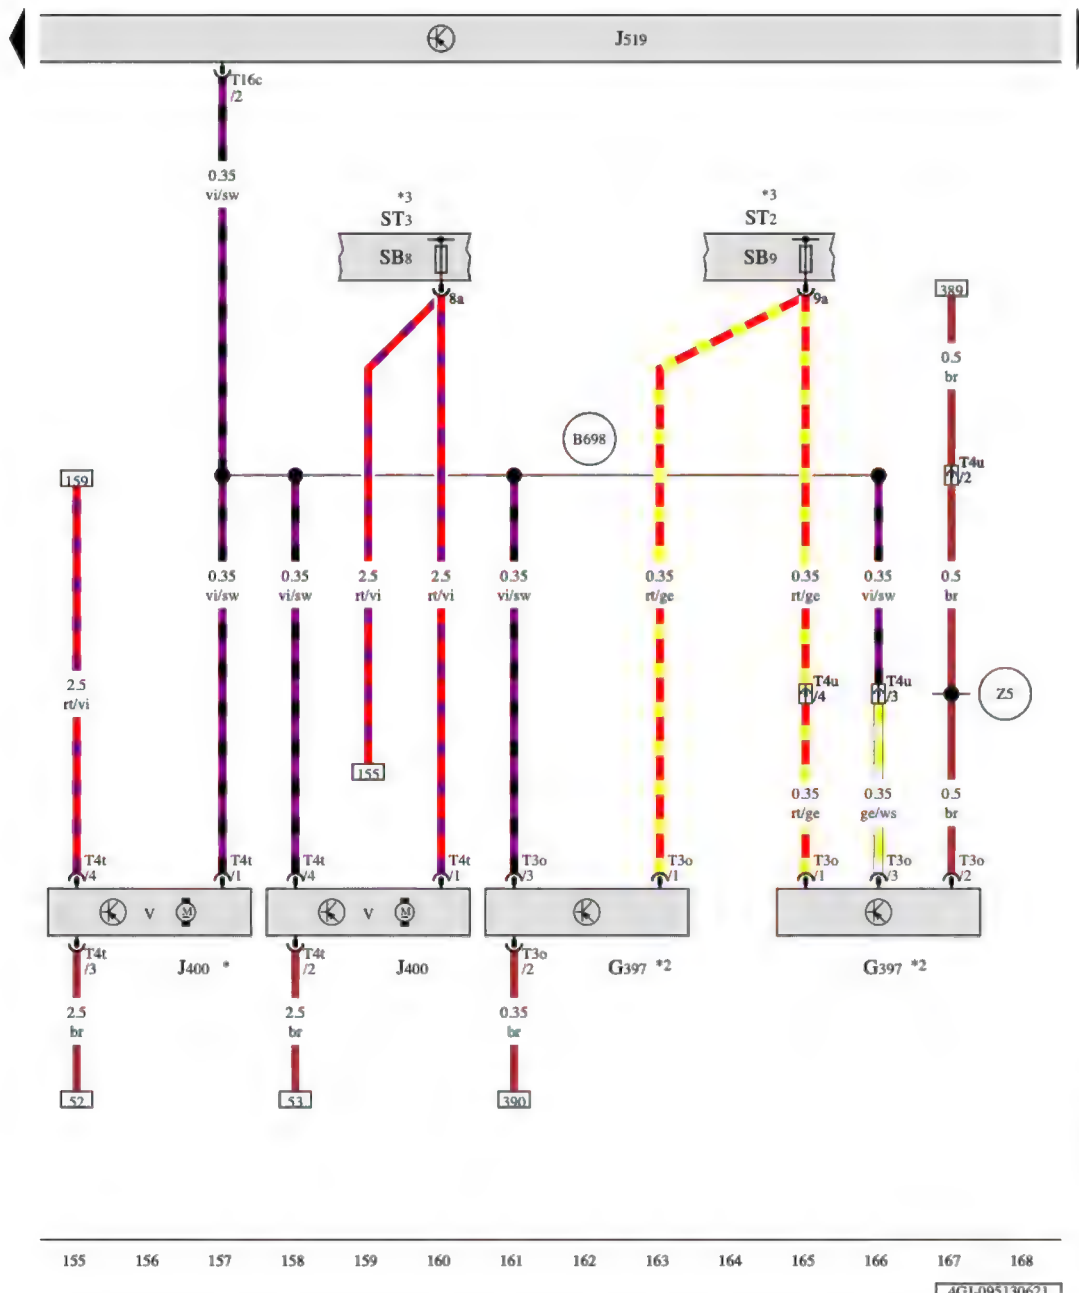 J519
T16c
/2
0.35
vi/sw
*3
ST3
SB8
8a
*3
ST2
SB9
9a
389
0.5
br
B698
159
T4u
/2
0.35
vi/sw
0.35
vi/sw
2.5
rt/vi
2.5
rt/vi
0.35
vi/sw
0.35
rt/ge
0.35
rt/ge
0.35
vi/sw
0.5
br
2.5
rt/vi
T4u
/4
T4u
/3
Z5
155
0.35
rt/ge
0.35
ge/ws
0.5
br
T4t
/4
T4t
/1
T4t
/4
T4t
/1
T3o
/3
T3o
/1
T3o
/1
T3o
/3
T3o
/2
V M
V M
T4t
/3
J400 *
T4t
/2
J400
T3o
/2
G397 *2
G397 *2
2.5
br
2.5
br
0.35
br
52
53
390
155 156 157 158 159 160 161 162 163 164 165 166 167 168
4G1-095130621